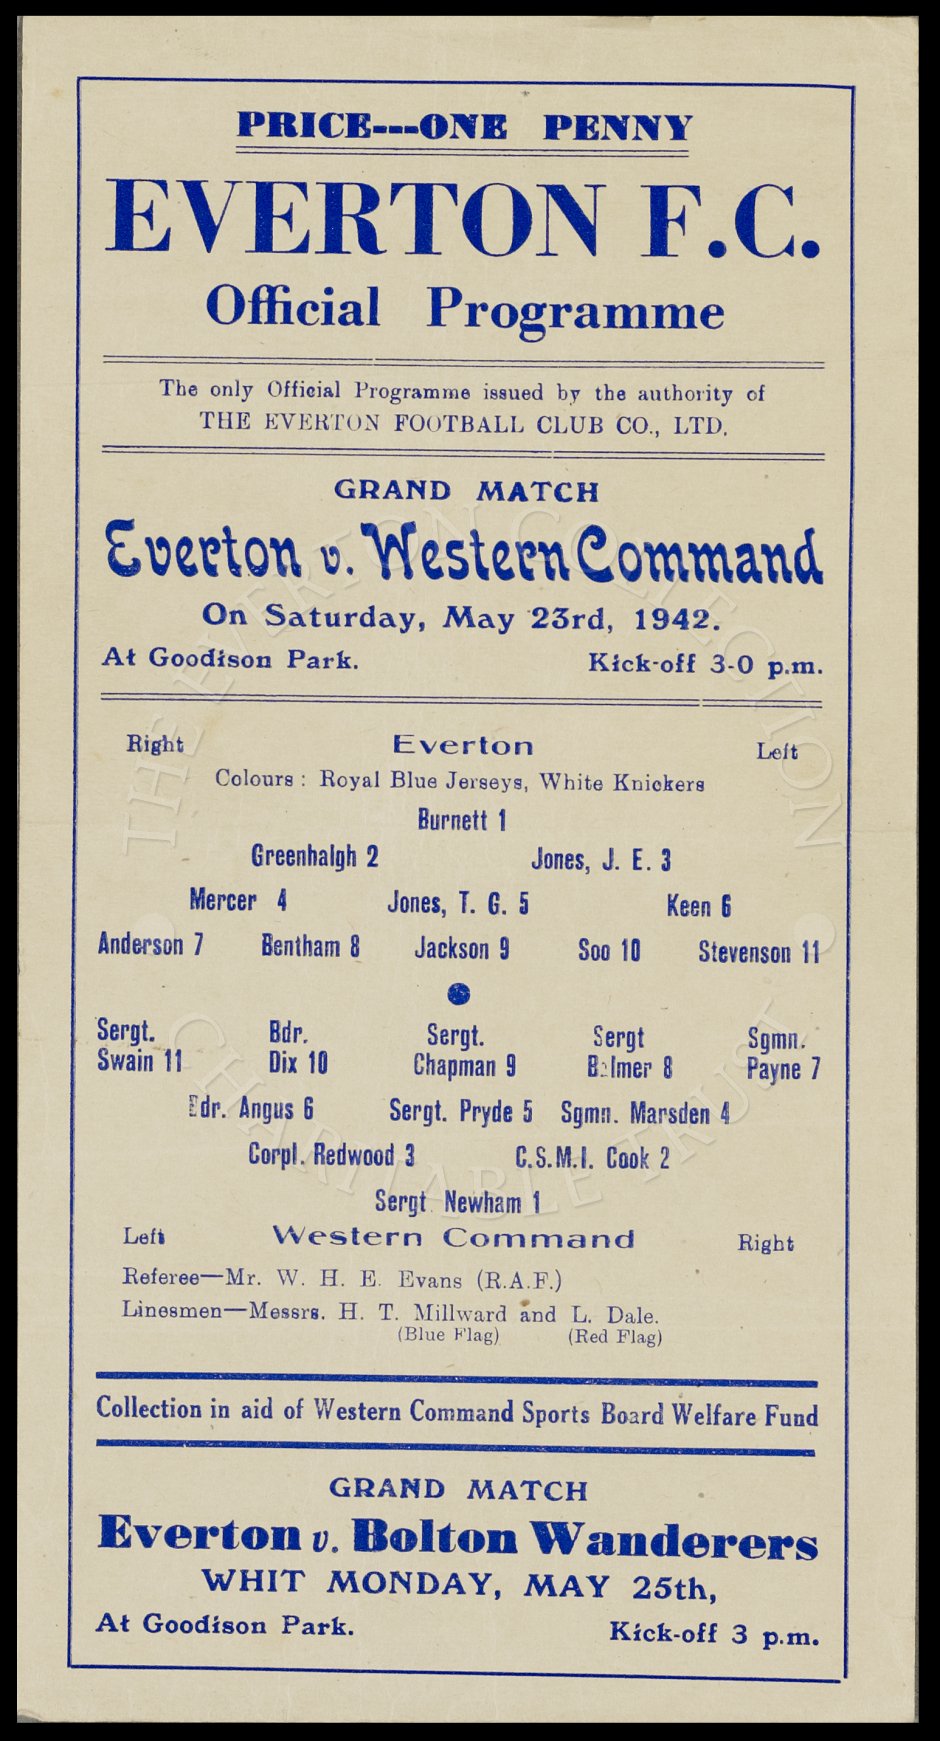 PRICE---ONE PENNY
EVERTON F.C.
Official Programme
The only Official Programme issued by the authority of
THE EVERTON FOOTBALL CLUB CO., LTD.
GRAND MATCH
Everton v. Western Command
On Saturday, May 23rd, 1942.
At Goodison Park. Kick-off 3-0 p.m.
Right Everton Left
Colours : Royal Blue Jerseys, White Knickers
Burnett 1
Greenhalgh 2 Jones, J. E. 3
Mercer 4 Jones, T. G. 5 Keen 6
Anderson 7 Bentham 8 Jackson 9 Soo 10 Stevenson 11
Sergt. Bdr. Sergt. Sergt Sgmn.
Swain 11 Dix 10 Chapman 9 Balmer 8 Payne 7
Bdr. Angus 6 Sergt. Pryde 5 Sgmn. Marsden 4
Corpl. Redwood 3 C.S.M.I. Cook 2
Sergt. Newham 1
Left Western Command Right
Referee—Mr. W. H. E. Evans (R.A.F.)
Linesmen—Messrs. H. T. Millward and L. Dale.
(Blue Flag) (Red Flag)
Collection in aid of Western Command Sports Board Welfare Fund
GRAND MATCH
Everton v. Bolton Wanderers
WHIT MONDAY, MAY 25th,
At Goodison Park. Kick-off 3 p.m.
THE EVERTON COLLECTION
CHARITABLE TRUST